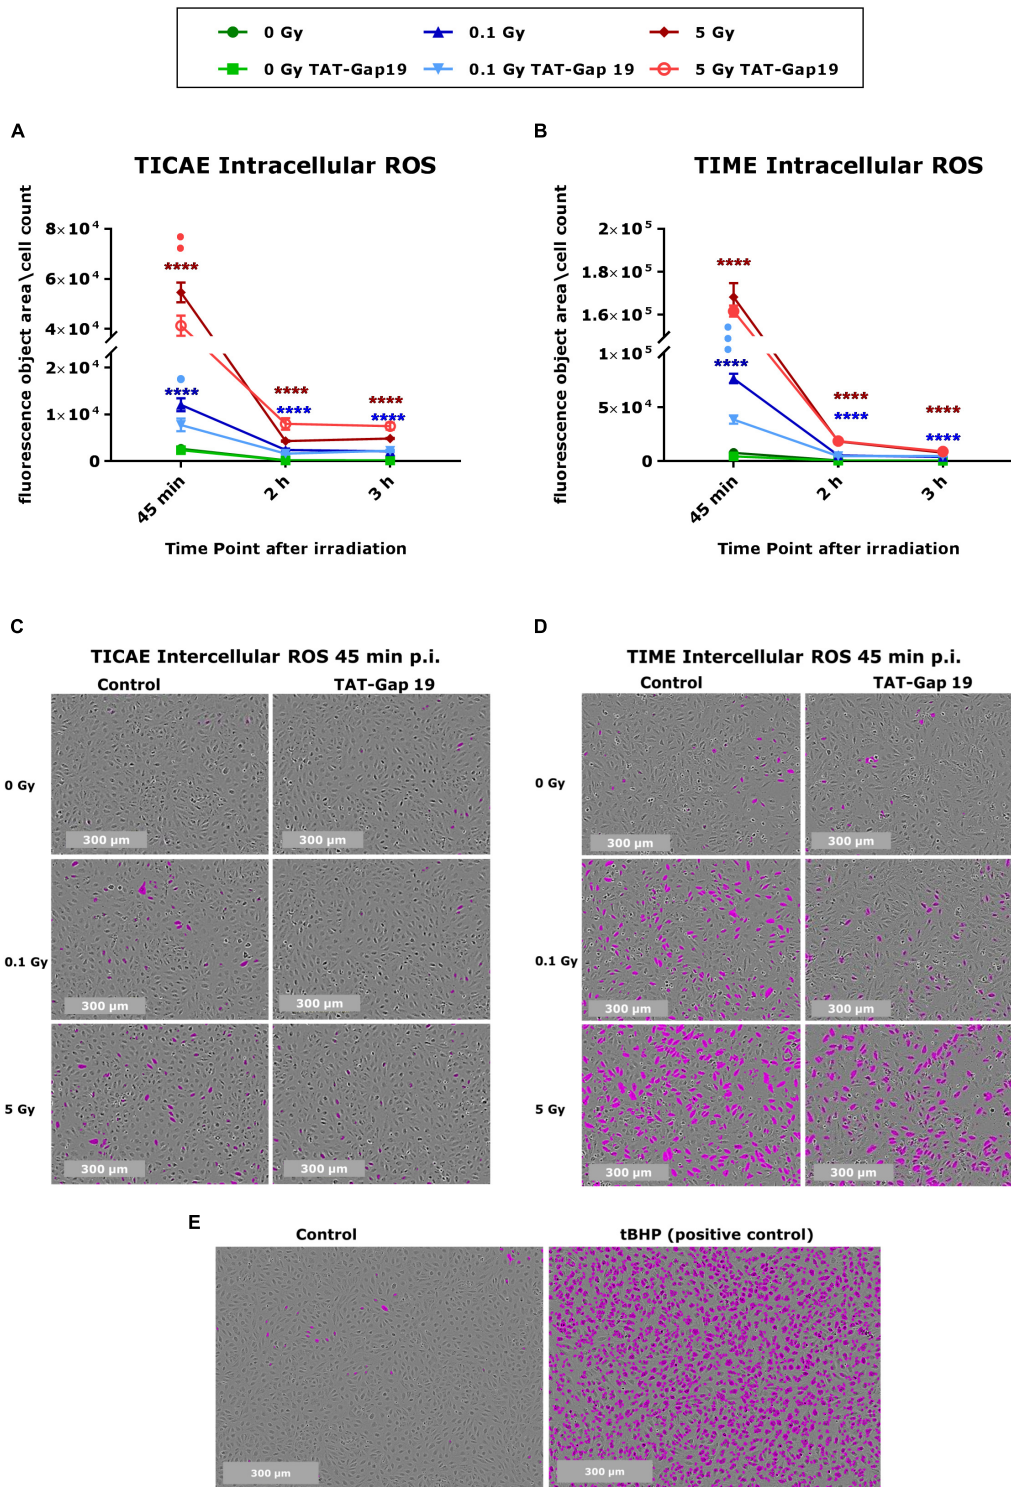 0 Gy 0.1 Gy 5 Gy
0 Gy TAT-Gap19 0.1 Gy TAT-Gap 19 5 Gy TAT-Gap19
A
TICAE Intracellular ROS
fluorescence object area\cell count
8×10⁴
6×10⁴
4×10⁴
2×10⁴
1×10⁴
0
****
****
****
****
****
****
45 min 2 h 3 h
Time Point after irradiation
B
TIME Intracellular ROS
fluorescence object area\cell count
2×10⁵
1.8×10⁵
1.6×10⁵
1×10⁵
5×10⁴
0
****
****
****
****
****
****
45 min 2 h 3 h
Time Point after irradiation
C
TICAE Intercellular ROS 45 min p.i.
Control TAT-Gap 19
0 Gy
300 µm 300 µm
0.1 Gy
300 µm 300 µm
5 Gy
300 µm 300 µm
D
TIME Intercellular ROS 45 min p.i.
Control TAT-Gap 19
0 Gy
300 µm 300 µm
0.1 Gy
300 µm 300 µm
5 Gy
300 µm 300 µm
E
Control tBHP (positive control)
300 µm 300 µm